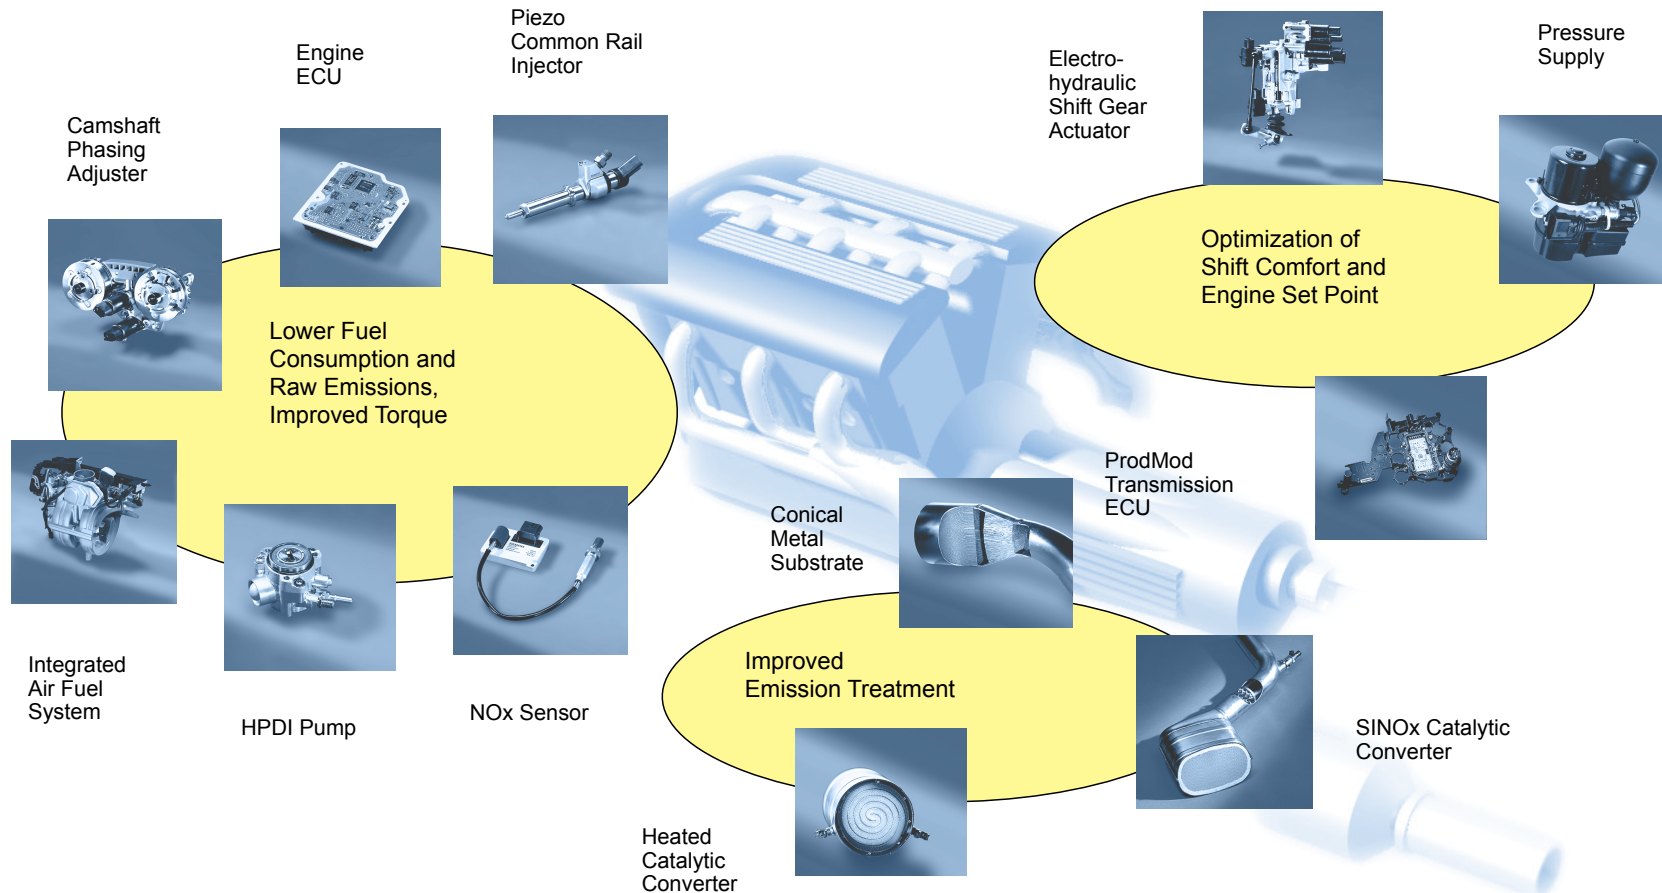 Piezo
Common Rail
Injector
Engine
ECU
Camshaft
Phasing
Adjuster
Electro-
hydraulic
Shift Gear
Actuator
Pressure
Supply
Optimization of
Shift Comfort and
Engine Set Point
Lower Fuel
Consumption and
Raw Emissions,
Improved Torque
ProdMod
Transmission
ECU
Conical
Metal
Substrate
Integrated
Air Fuel
System
HPDI Pump
NOx Sensor
Improved
Emission Treatment
SINOx Catalytic
Converter
Heated
Catalytic
Converter